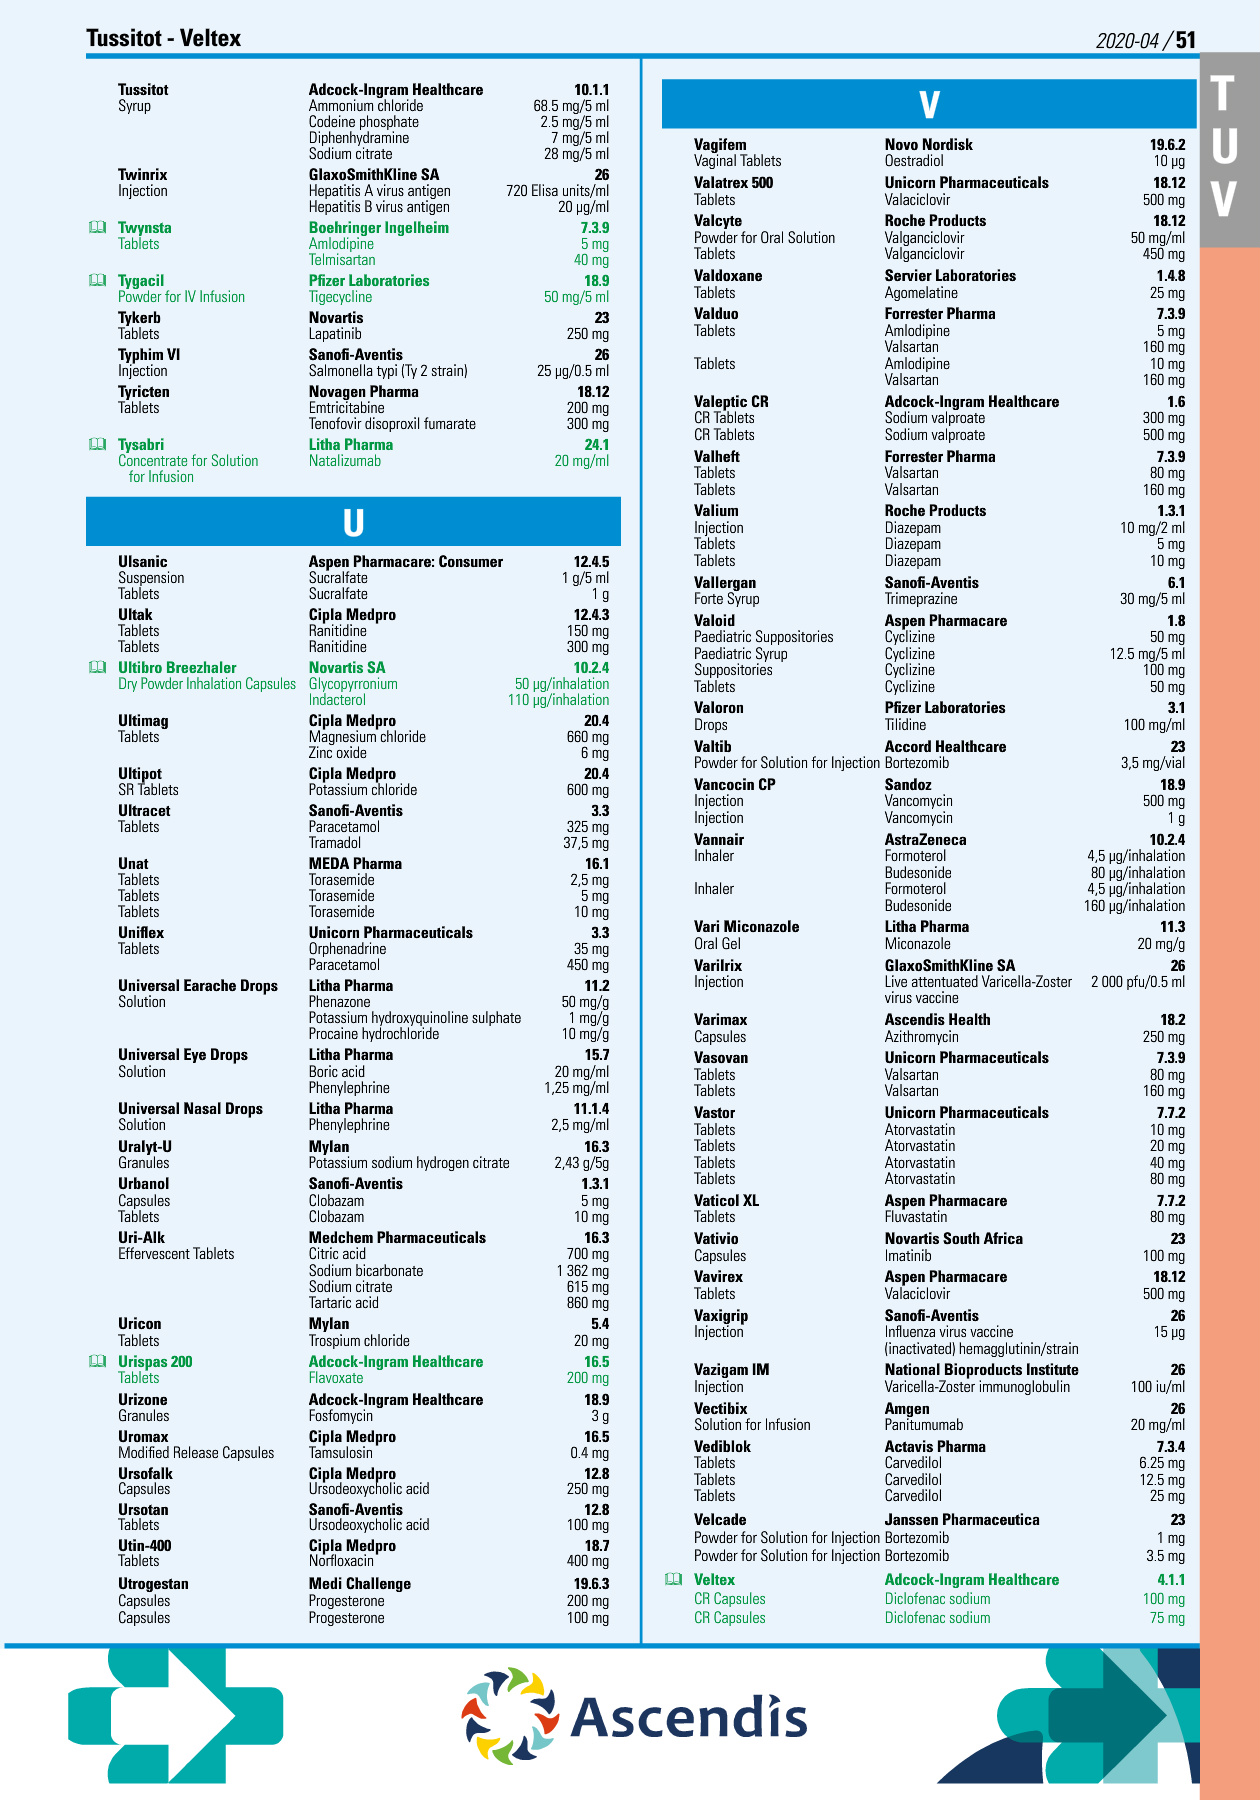 Tussitot - Veltex
2020-04 / 51
Tussitot Adcock-Ingram Healthcare 10.1.1
Syrup Ammonium chloride 68.5 mg/5 ml
Codeine phosphate 2.5 mg/5 ml
Diphenhydramine 7 mg/5 ml
Sodium citrate 28 mg/5 ml
Twinrix GlaxoSmithKline SA 26
Injection Hepatitis A virus antigen 720 Elisa units/ml
Hepatitis B virus antigen 20 µg/ml
Twynsta Boehringer Ingelheim 7.3.9
Tablets Amlodipine 5 mg
Telmisartan 40 mg
Tygacil Pfizer Laboratories 18.9
Powder for IV Infusion Tigecycline 50 mg/5 ml
Tykerb Novartis 23
Tablets Lapatinib 250 mg
Typhim VI Sanofi-Aventis 26
Injection Salmonella typi (Ty 2 strain) 25 µg/0.5 ml
Tyricten Novagen Pharma 18.12
Tablets Emtricitabine 200 mg
Tenofovir disoproxil fumarate 300 mg
Tysabri Litha Pharma 24.1
Concentrate for Solution Natalizumab 20 mg/ml
for Infusion
U
Ulsanic Aspen Pharmacare: Consumer 12.4.5
Suspension Sucralfate 1 g/5 ml
Tablets Sucralfate 1 g
Ultak Cipla Medpro 12.4.3
Tablets Ranitidine 150 mg
Tablets Ranitidine 300 mg
Ultibro Breezhaler Novartis SA 10.2.4
Dry Powder Inhalation Capsules Glycopyrronium 50 µg/inhalation
Indacterol 110 µg/inhalation
Ultimag Cipla Medpro 20.4
Tablets Magnesium chloride 660 mg
Zinc oxide 6 mg
Ultipot Cipla Medpro 20.4
SR Tablets Potassium chloride 600 mg
Ultracet Sanofi-Aventis 3.3
Tablets Paracetamol 325 mg
Tramadol 37,5 mg
Unat MEDA Pharma 16.1
Tablets Torasemide 2,5 mg
Tablets Torasemide 5 mg
Tablets Torasemide 10 mg
Uniflex Unicorn Pharmaceuticals 3.3
Tablets Orphenadrine 35 mg
Paracetamol 450 mg
Universal Earache Drops Litha Pharma 11.2
Solution Phenazone 50 mg/g
Potassium hydroxyquinoline sulphate 1 mg/g
Procaine hydrochloride 10 mg/g
Universal Eye Drops Litha Pharma 15.7
Solution Boric acid 20 mg/ml
Phenylephrine 1,25 mg/ml
Universal Nasal Drops Litha Pharma 11.1.4
Solution Phenylephrine 2,5 mg/ml
Uralyt-U Mylan 16.3
Granules Potassium sodium hydrogen citrate 2,43 g/5g
Urbanol Sanofi-Aventis 1.3.1
Capsules Clobazam 5 mg
Tablets Clobazam 10 mg
Uri-Alk Medchem Pharmaceuticals 16.3
Effervescent Tablets Citric acid 700 mg
Sodium bicarbonate 1 362 mg
Sodium citrate 615 mg
Tartaric acid 860 mg
Uricon Mylan 5.4
Tablets Trospium chloride 20 mg
Urispas 200 Adcock-Ingram Healthcare 16.5
Tablets Flavoxate 200 mg
Urizone Adcock-Ingram Healthcare 18.9
Granules Fosfomycin 3 g
Uromax Cipla Medpro 16.5
Modified Release Capsules Tamsulosin 0.4 mg
Ursofalk Cipla Medpro 12.8
Capsules Ursodeoxycholic acid 250 mg
Ursotan Sanofi-Aventis 12.8
Tablets Ursodeoxycholic acid 100 mg
Utin-400 Cipla Medpro 18.7
Tablets Norfloxacin 400 mg
Utrogestan Medi Challenge 19.6.3
Capsules Progesterone 200 mg
Capsules Progesterone 100 mg
V
Vagifem Novo Nordisk 19.6.2
Vaginal Tablets Oestradiol 10 µg
Valatrex 500 Unicorn Pharmaceuticals 18.12
Tablets Valaciclovir 500 mg
Valcyte Roche Products 18.12
Powder for Oral Solution Valganciclovir 50 mg/ml
Tablets Valganciclovir 450 mg
Valdoxane Servier Laboratories 1.4.8
Tablets Agomelatine 25 mg
Valduo Forrester Pharma 7.3.9
Tablets Amlodipine 5 mg
Valsartan 160 mg
Tablets Amlodipine 10 mg
Valsartan 160 mg
Valeptic CR Adcock-Ingram Healthcare 1.6
CR Tablets Sodium valproate 300 mg
CR Tablets Sodium valproate 500 mg
Valheft Forrester Pharma 7.3.9
Tablets Valsartan 80 mg
Tablets Valsartan 160 mg
Valium Roche Products 1.3.1
Injection Diazepam 10 mg/2 ml
Tablets Diazepam 5 mg
Tablets Diazepam 10 mg
Vallergan Sanofi-Aventis 6.1
Forte Syrup Trimeprazine 30 mg/5 ml
Valoid Aspen Pharmacare 1.8
Paediatric Suppositories Cyclizine 50 mg
Paediatric Syrup Cyclizine 12.5 mg/5 ml
Suppositories Cyclizine 100 mg
Tablets Cyclizine 50 mg
Valoron Pfizer Laboratories 3.1
Drops Tilidine 100 mg/ml
Valtib Accord Healthcare 23
Powder for Solution for Injection Bortezomib 3,5 mg/vial
Vancocin CP Sandoz 18.9
Injection Vancomycin 500 mg
Injection Vancomycin 1 g
Vannair AstraZeneca 10.2.4
Inhaler Formoterol 4,5 µg/inhalation
Budesonide 80 µg/inhalation
Inhaler Formoterol 4,5 µg/inhalation
Budesonide 160 µg/inhalation
Vari Miconazole Litha Pharma 11.3
Oral Gel Miconazole 20 mg/g
Varilrix GlaxoSmithKline SA 26
Injection Live attentuated Varicella-Zoster 2 000 pfu/0.5 ml
virus vaccine
Varimax Ascendis Health 18.2
Capsules Azithromycin 250 mg
Vasovan Unicorn Pharmaceuticals 7.3.9
Tablets Valsartan 80 mg
Tablets Valsartan 160 mg
Vastor Unicorn Pharmaceuticals 7.7.2
Tablets Atorvastatin 10 mg
Tablets Atorvastatin 20 mg
Tablets Atorvastatin 40 mg
Tablets Atorvastatin 80 mg
Vaticol XL Aspen Pharmacare 7.7.2
Tablets Fluvastatin 80 mg
Vativio Novartis South Africa 23
Capsules Imatinib 100 mg
Vavirex Aspen Pharmacare 18.12
Tablets Valaciclovir 500 mg
Vaxigrip Sanofi-Aventis 26
Injection Influenza virus vaccine 15 µg
(inactivated) hemagglutinin/strain
Vazigam IM National Bioproducts Institute 26
Injection Varicella-Zoster immunoglobulin 100 iu/ml
Vectibix Amgen 26
Solution for Infusion Panitumumab 20 mg/ml
Vediblok Actavis Pharma 7.3.4
Tablets Carvedilol 6.25 mg
Tablets Carvedilol 12.5 mg
Tablets Carvedilol 25 mg
Velcade Janssen Pharmaceutica 23
Powder for Solution for Injection Bortezomib 1 mg
Powder for Solution for Injection Bortezomib 3.5 mg
Veltex Adcock-Ingram Healthcare 4.1.1
CR Capsules Diclofenac sodium 100 mg
CR Capsules Diclofenac sodium 75 mg
T
U
V
Ascendis